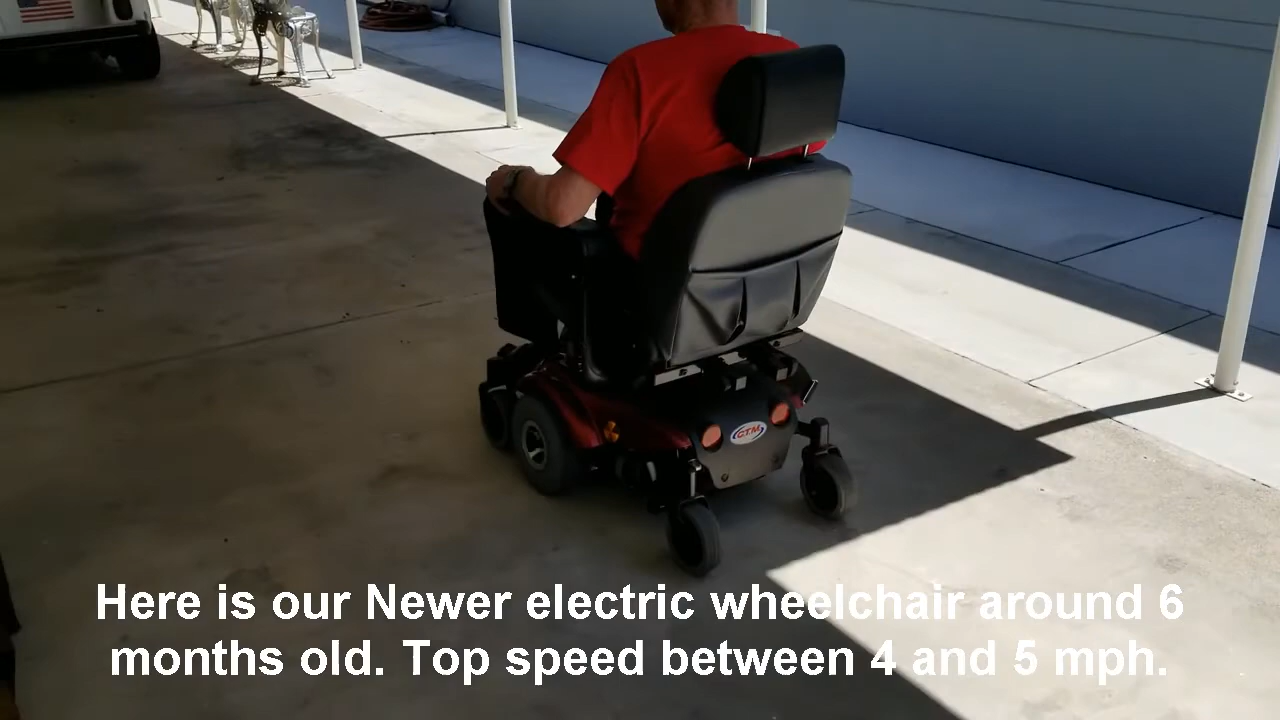 C.T.M.
Here is our Newer electric wheelchair around 6
months old. Top speed between 4 and 5 mph.